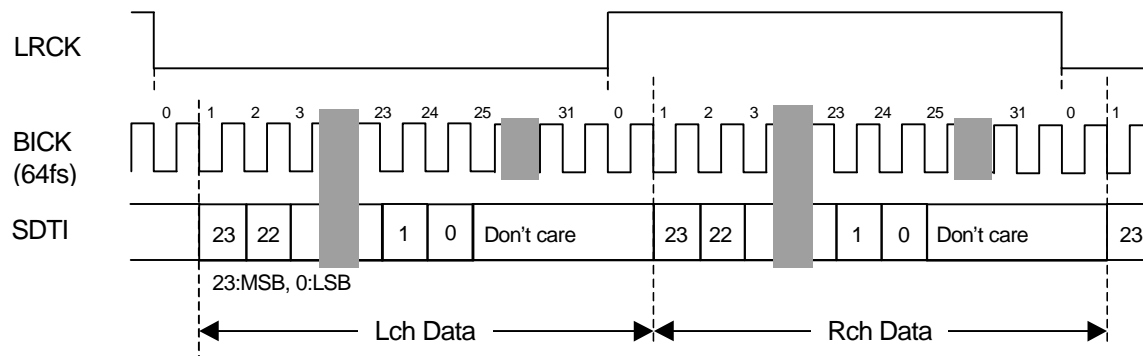 LRCK
0 1 2 3 23 24 25 31 0 1 2 3 23 24 25 31 0 1
BICK
(64fs)
SDTI 23 22 1 0 Don't care 23 22 1 0 Don't care 23
23:MSB, 0:LSB
Lch Data Rch Data